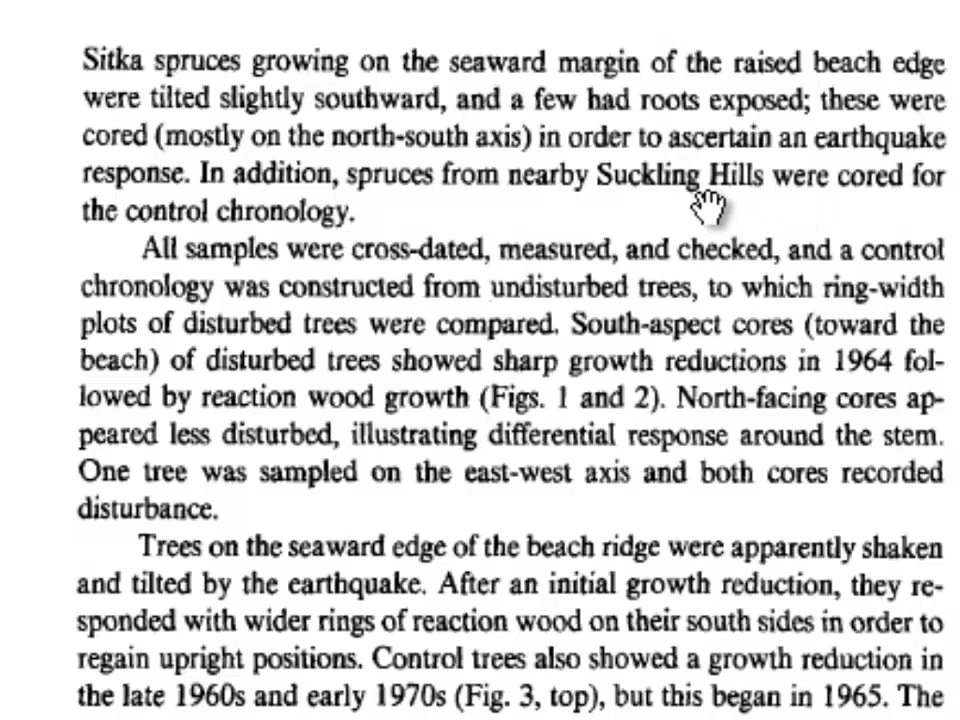 Sitka spruces growing on the seaward margin of the raised beach edge
were tilted slightly southward, and a few had roots exposed; these were
cored (mostly on the north-south axis) in order to ascertain an earthquake
response. In addition, spruces from nearby Suckling Hills were cored for
the control chronology.
All samples were cross-dated, measured, and checked, and a control
chronology was constructed from undisturbed trees, to which ring-width
plots of disturbed trees were compared. South-aspect cores (toward the
beach) of disturbed trees showed sharp growth reductions in 1964 fol-
lowed by reaction wood growth (Figs. 1 and 2). North-facing cores ap-
peared less disturbed, illustrating differential response around the stem.
One tree was sampled on the east-west axis and both cores recorded
disturbance.
Trees on the seaward edge of the beach ridge were apparently shaken
and tilted by the earthquake. After an initial growth reduction, they re-
sponded with wider rings of reaction wood on their south sides in order to
regain upright positions. Control trees also showed a growth reduction in
the late 1960s and early 1970s (Fig. 3, top), but this began in 1965. The